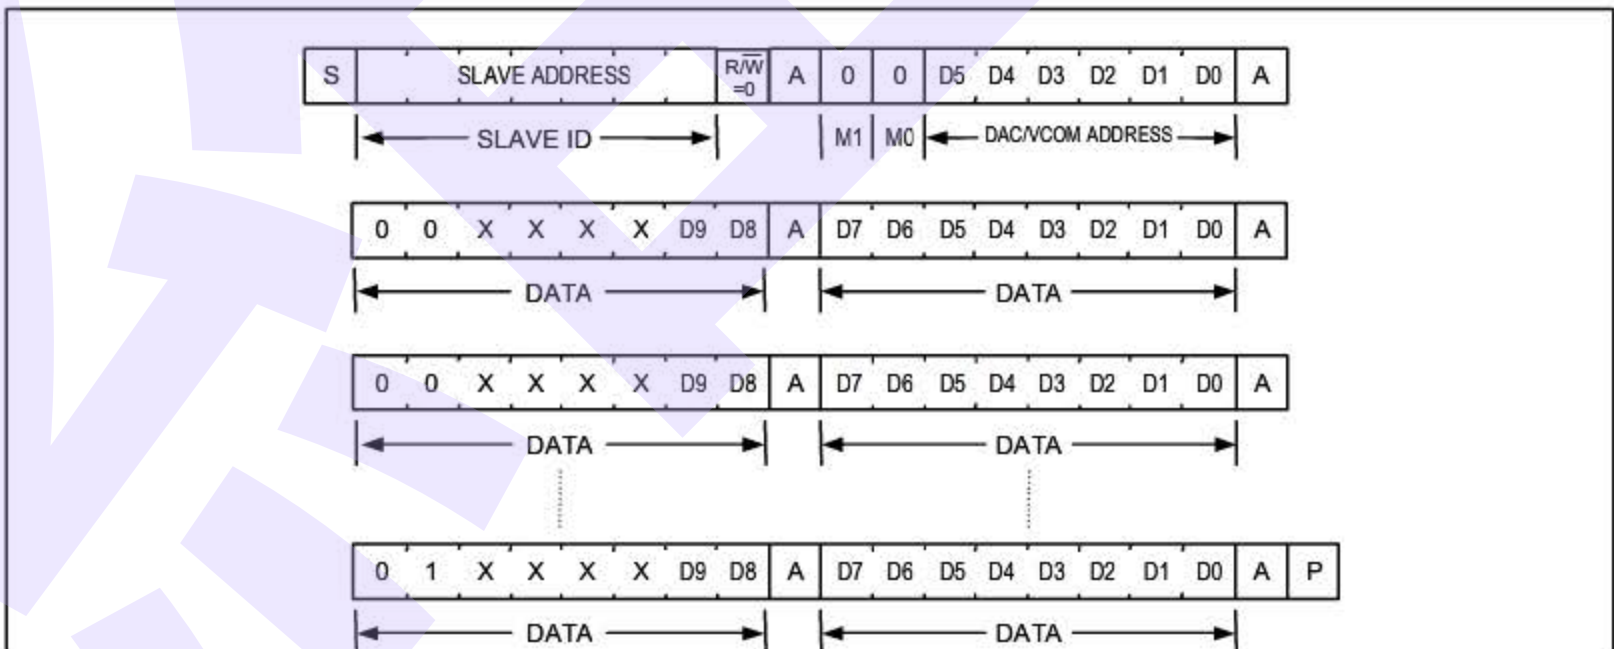 S SLAVE ADDRESS R/W̅ =0 A 0 0 D5 D4 D3 D2 D1 D0 A
SLAVE ID M1 M0 DAC/VCOM ADDRESS
0 0 X X X X D9 D8 A D7 D6 D5 D4 D3 D2 D1 D0 A
DATA DATA
0 0 X X X X D9 D8 A D7 D6 D5 D4 D3 D2 D1 D0 A
DATA DATA
0 1 X X X X D9 D8 A D7 D6 D5 D4 D3 D2 D1 D0 A P
DATA DATA